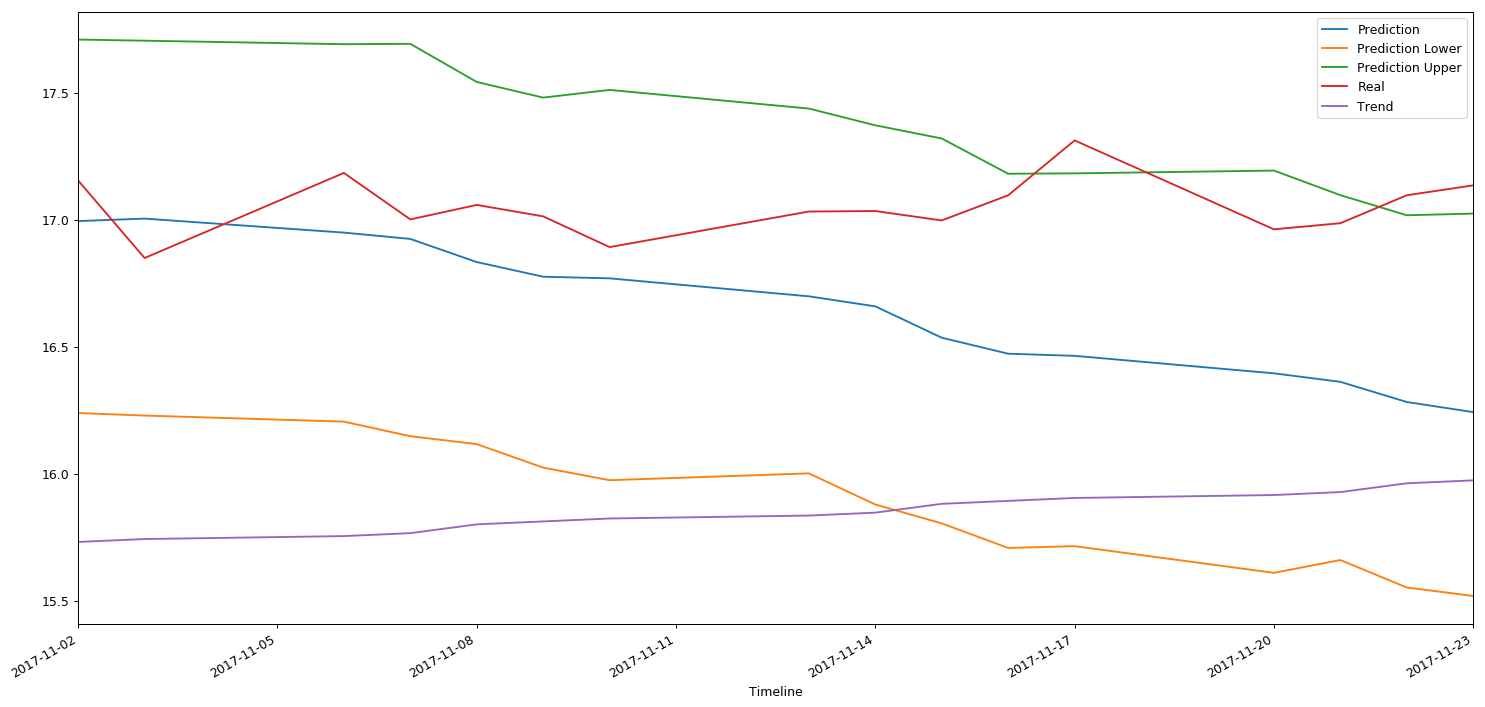 Prediction
Prediction Lower
Prediction Upper
Real
Trend
17.5
17.0
16.5
16.0
15.5
2017-11-02
2017-11-05
2017-11-08
2017-11-11
2017-11-14
2017-11-17
2017-11-20
2017-11-23
Timeline